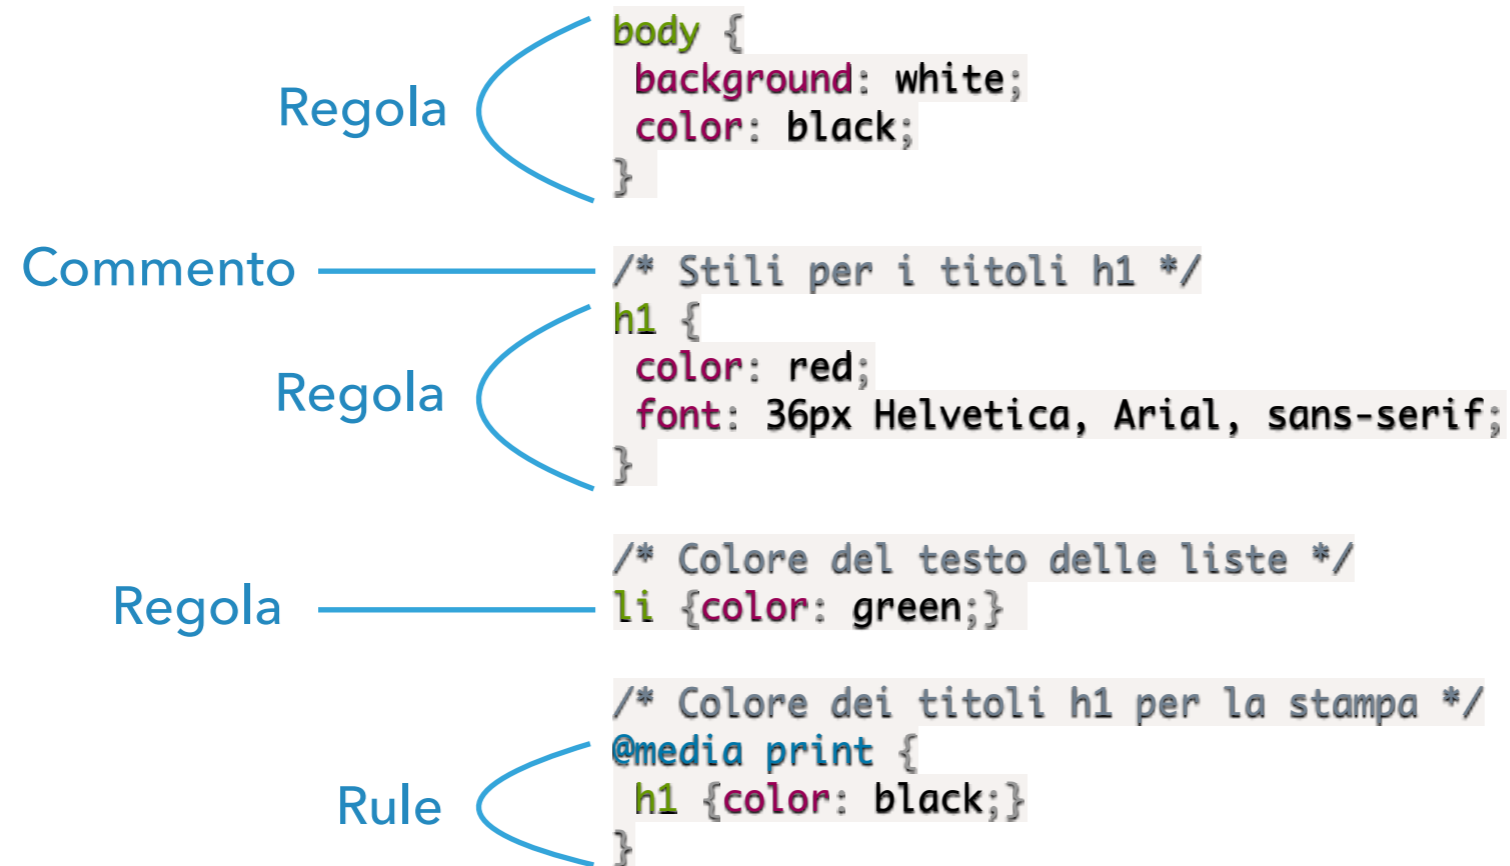 Regola
body {
background: white;
color: black;
}
Commento
/* Stili per i titoli h1 */
Regola
h1 {
color: red;
font: 36px Helvetica, Arial, sans-serif;
}
/* Colore del testo delle liste */
Regola
li {color: green;}
/* Colore dei titoli h1 per la stampa */
Rule
@media print {
h1 {color: black;}
}